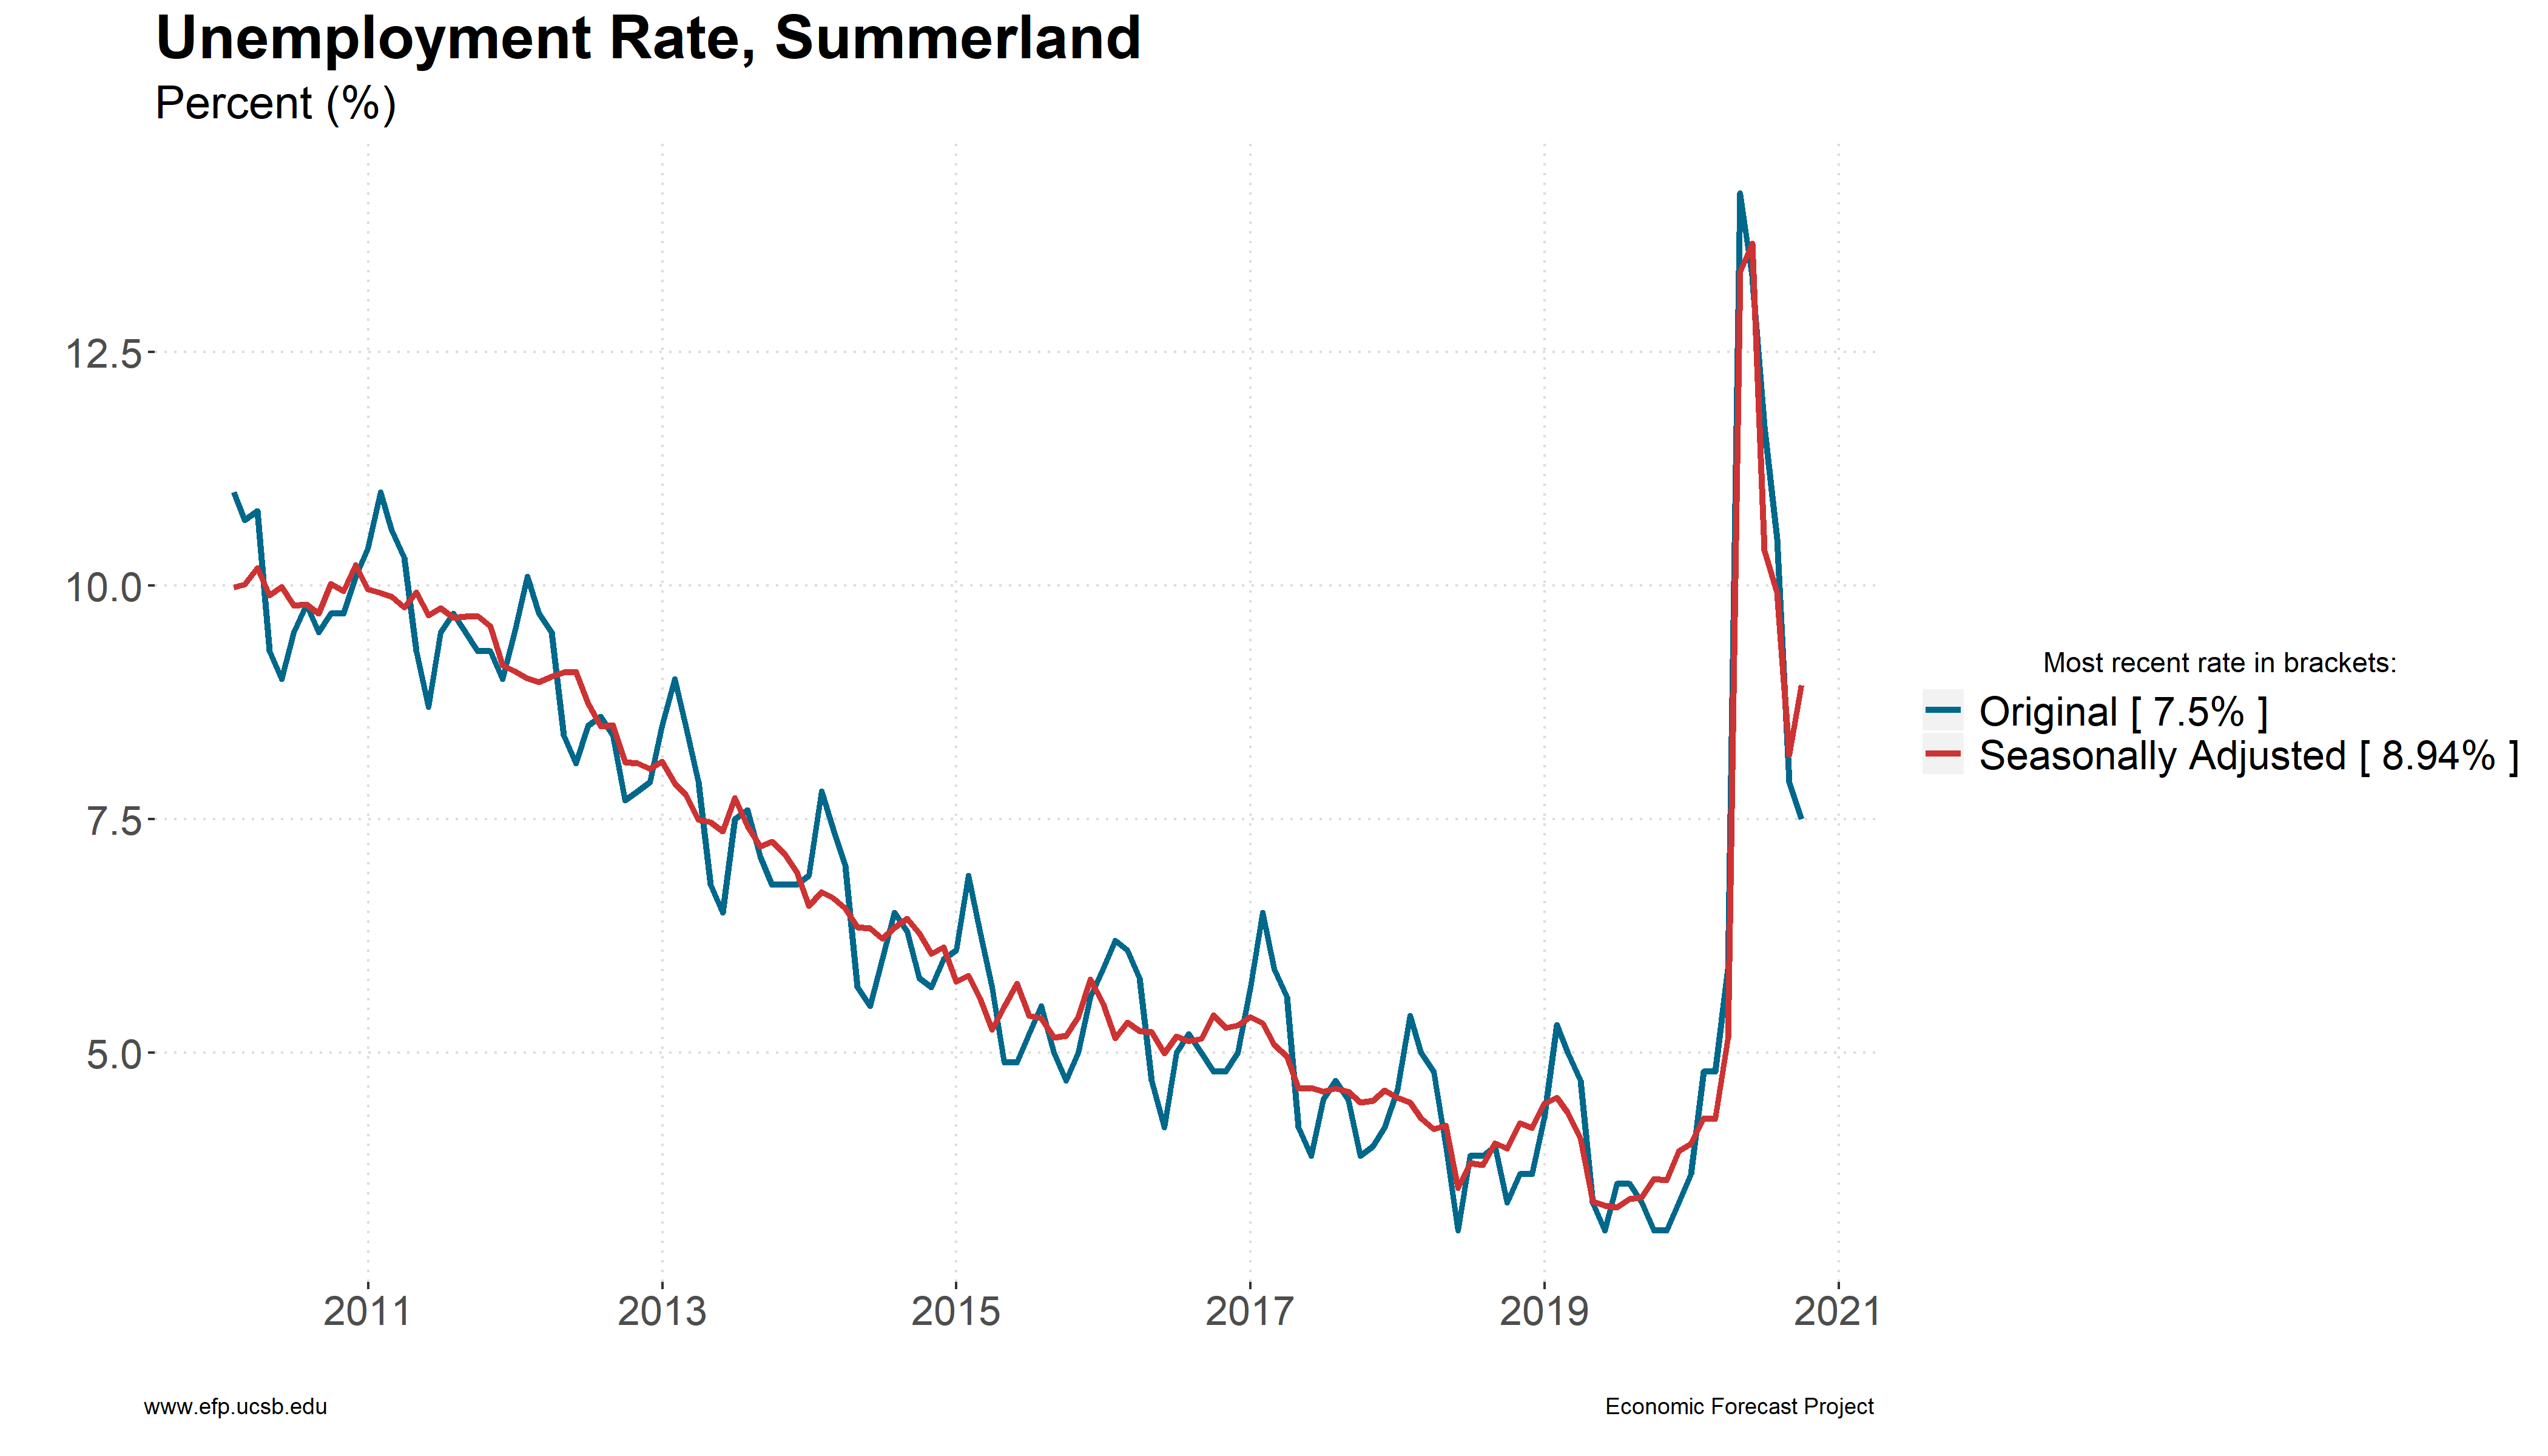 Unemployment Rate, Summerland
Percent (%)
12.5
10.0
7.5
5.0
2011 2013 2015 2017 2019 2021
Most recent rate in brackets:
Original [ 7.5% ]
Seasonally Adjusted [ 8.94% ]
www.efp.ucsb.edu
Economic Forecast Project